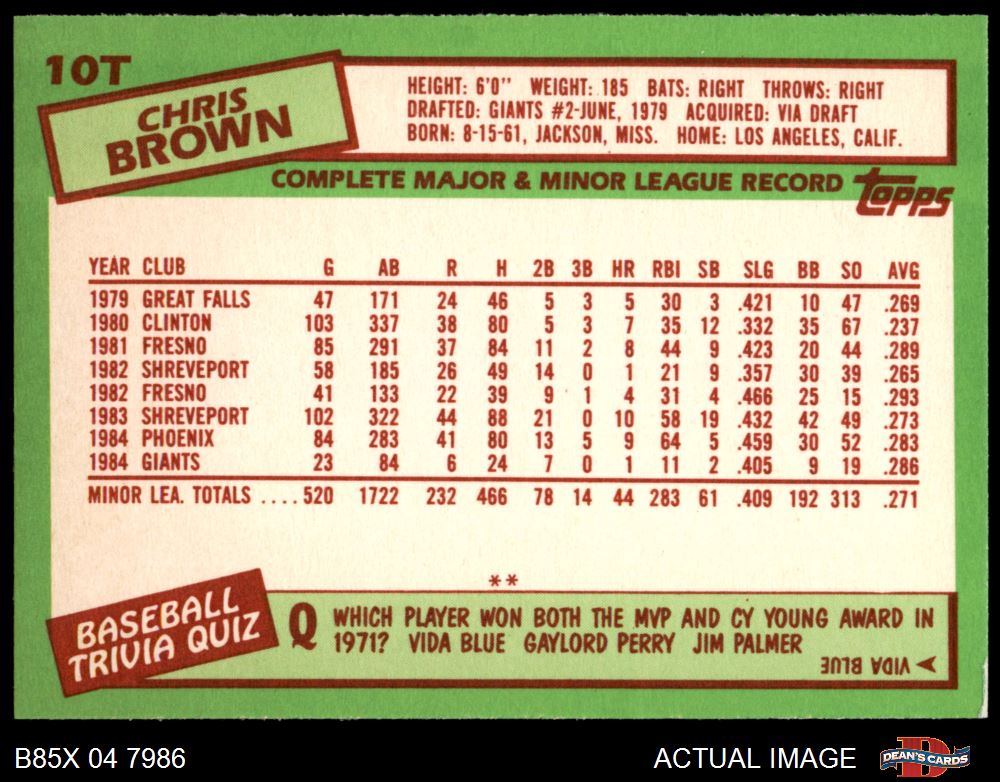 10T
CHRIS
BROWN
HEIGHT: 6'0" WEIGHT: 185 BATS: RIGHT THROWS: RIGHT
DRAFTED: GIANTS #2-JUNE, 1979 ACQUIRED: VIA DRAFT
BORN: 8-15-61, JACKSON, MISS. HOME: LOS ANGELES, CALIF.
COMPLETE MAJOR & MINOR LEAGUE RECORD topps
YEAR CLUB G AB R H 2B 3B HR RBI SB SLG BB SO AVG
1979 GREAT FALLS 47 171 24 46 5 3 5 30 3 .421 10 47 .269
1980 CLINTON 103 337 38 80 5 3 7 35 12 .332 35 67 .237
1981 FRESNO 85 291 37 84 11 2 8 44 9 .423 20 44 .289
1982 SHREVEPORT 58 185 26 49 14 0 1 21 9 .357 30 39 .265
1982 FRESNO 41 133 22 39 9 1 4 31 4 .466 25 15 .293
1983 SHREVEPORT 102 322 44 88 21 0 10 58 19 .432 42 49 .273
1984 PHOENIX 84 283 41 80 13 5 9 64 5 .459 30 52 .283
1984 GIANTS 23 84 6 24 7 0 1 11 2 .405 9 19 .286
MINOR LEA. TOTALS .... 520 1722 232 466 78 14 44 283 61 .409 192 313 .271
**
BASEBALL
TRIVIA QUIZ
Q WHICH PLAYER WON BOTH THE MVP AND CY YOUNG AWARD IN
1971? VIDA BLUE GAYLORD PERRY JIM PALMER
VIDA BLUE
B85X 04 7986 ACTUAL IMAGE D DEAN'S CARDS